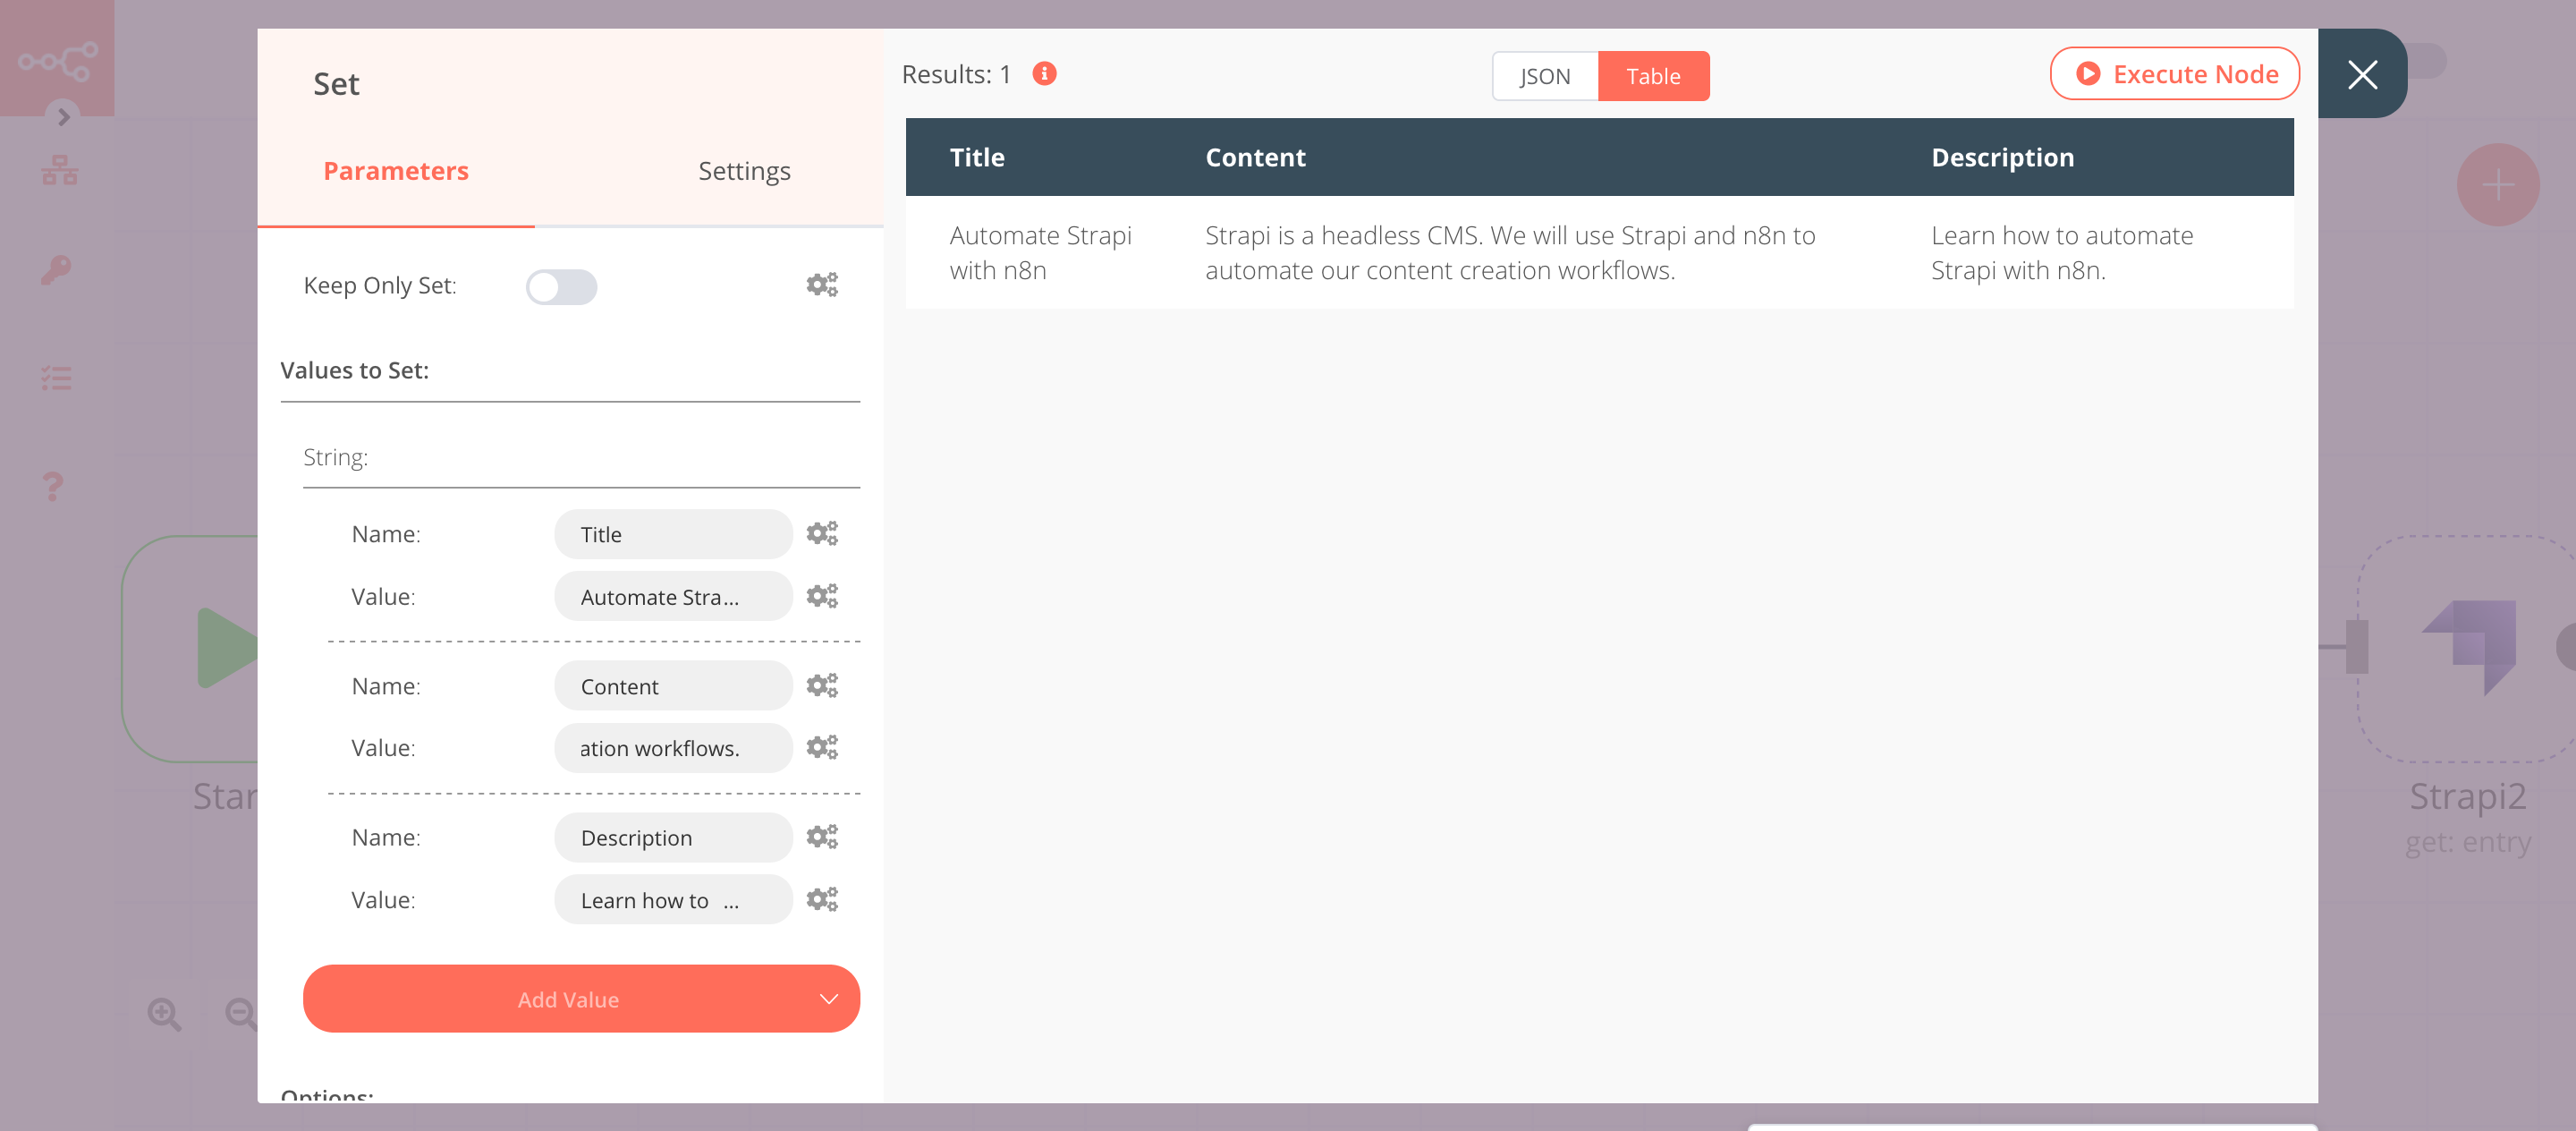 Set
Parameters
Settings
Keep Only Set:
Values to Set:
String:
Name:
Title
Value:
Automate Stra...
Name:
Content
Value:
ation workflows.
Name:
Description
Value:
Learn how to ...
Add Value
Options:
Results: 1
JSON
Table
Execute Node
Title
Content
Description
Automate Strapi
with n8n
Strapi is a headless CMS. We will use Strapi and n8n to
automate our content creation workflows.
Learn how to automate
Strapi with n8n.
Star
Strapi2
get: entry